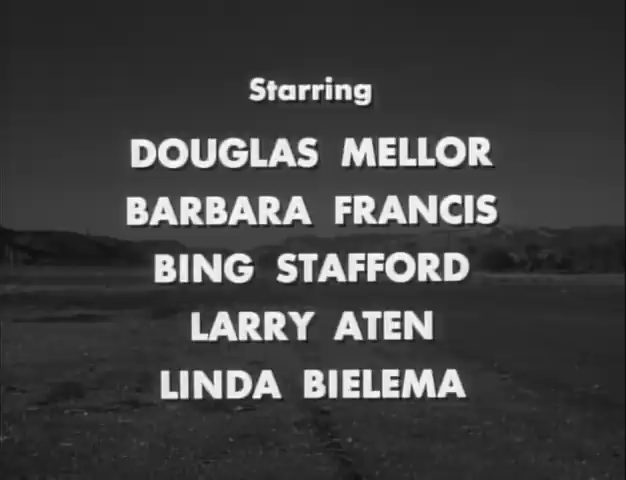 Starring
DOUGLAS MELLOR
BARBARA FRANCIS
BING STAFFORD
LARRY ATEN
LINDA BIELEMA